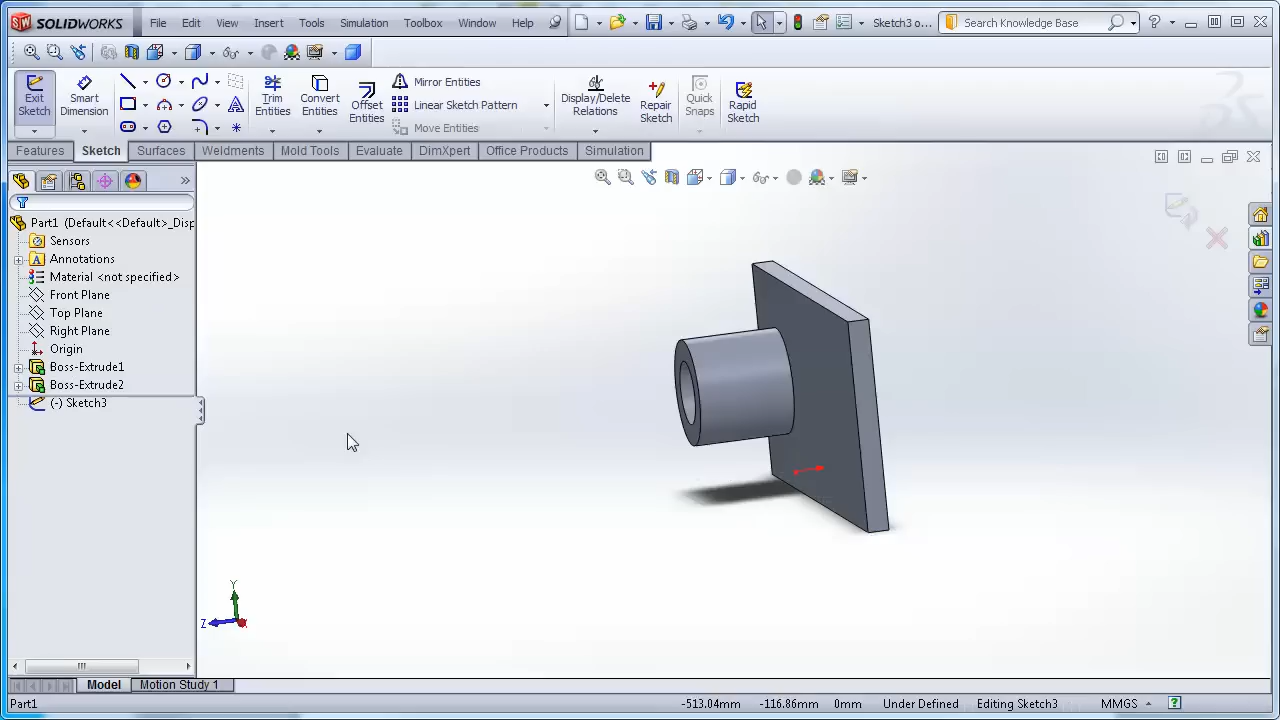 SOLIDWORKS File Edit View Insert Tools Simulation Toolbox Window Help Sketch3 o... Search Knowledge Base
Exit Sketch
Smart Dimension
Trim Entities
Convert Entities
Offset Entities
Mirror Entities
Linear Sketch Pattern
Move Entities
Display/Delete Relations
Repair Sketch
Quick Snaps
Rapid Sketch
Features Sketch Surfaces Weldments Mold Tools Evaluate DimXpert Office Products Simulation
Part1 (Default<<Default>_Disp
Sensors
Annotations
Material <not specified>
Front Plane
Top Plane
Right Plane
Origin
Boss-Extrude1
Boss-Extrude2
(-) Sketch3
Y
Z
Model Motion Study 1
Part1 -513.04mm -116.86mm 0mm Under Defined Editing Sketch3 MMGS